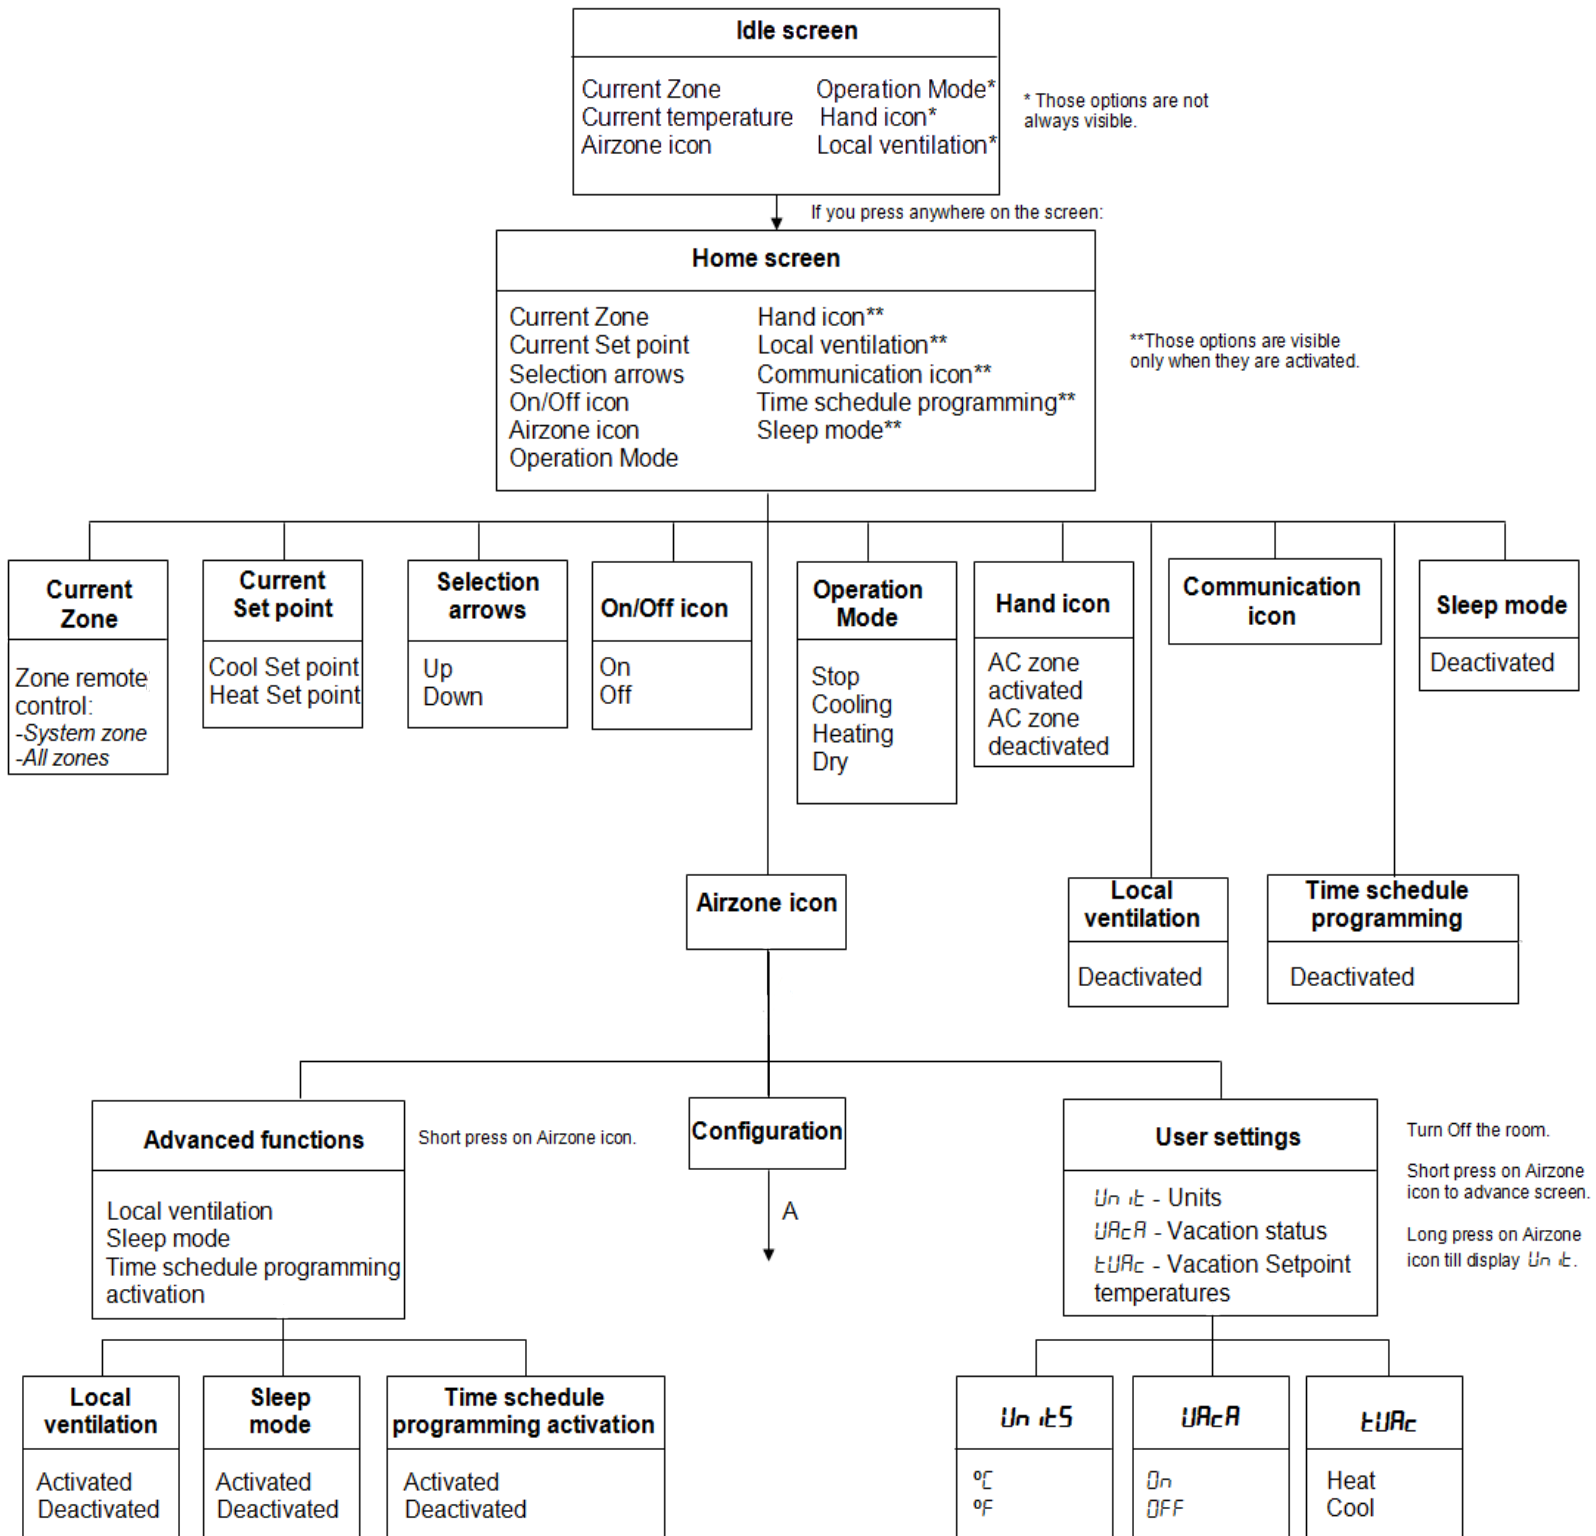 Idle screen
Current Zone Operation Mode*
Current temperature Hand icon*
Airzone icon Local ventilation*
* Those options are not
always visible.
If you press anywhere on the screen:
Home screen
Current Zone Hand icon**
Current Set point Local ventilation**
Selection arrows Communication icon**
On/Off icon Time schedule programming**
Airzone icon Sleep mode**
Operation Mode
**Those options are visible
only when they are activated.
Current
Zone
Zone remote
control:
-System zone
-All zones
Current
Set point
Cool Set point
Heat Set point
Selection
arrows
Up
Down
On/Off icon
On
Off
Operation
Mode
Stop
Cooling
Heating
Dry
Hand icon
AC zone
activated
AC zone
deactivated
Communication
icon
Sleep mode
Deactivated
Airzone icon
Local
ventilation
Deactivated
Time schedule
programming
Deactivated
Advanced functions
Local ventilation
Sleep mode
Time schedule programming
activation
Short press on Airzone icon.
Configuration
A
User settings
Unit - Units
VAcA - Vacation status
tVAc - Vacation Setpoint
temperatures
Turn Off the room.
Short press on Airzone
icon to advance screen.
Long press on Airzone
icon till display Unit.
Local
ventilation
Activated
Deactivated
Sleep
mode
Activated
Deactivated
Time schedule
programming activation
Activated
Deactivated
UnitS
ºC
ºF
VAcA
On
OFF
tVAc
Heat
Cool